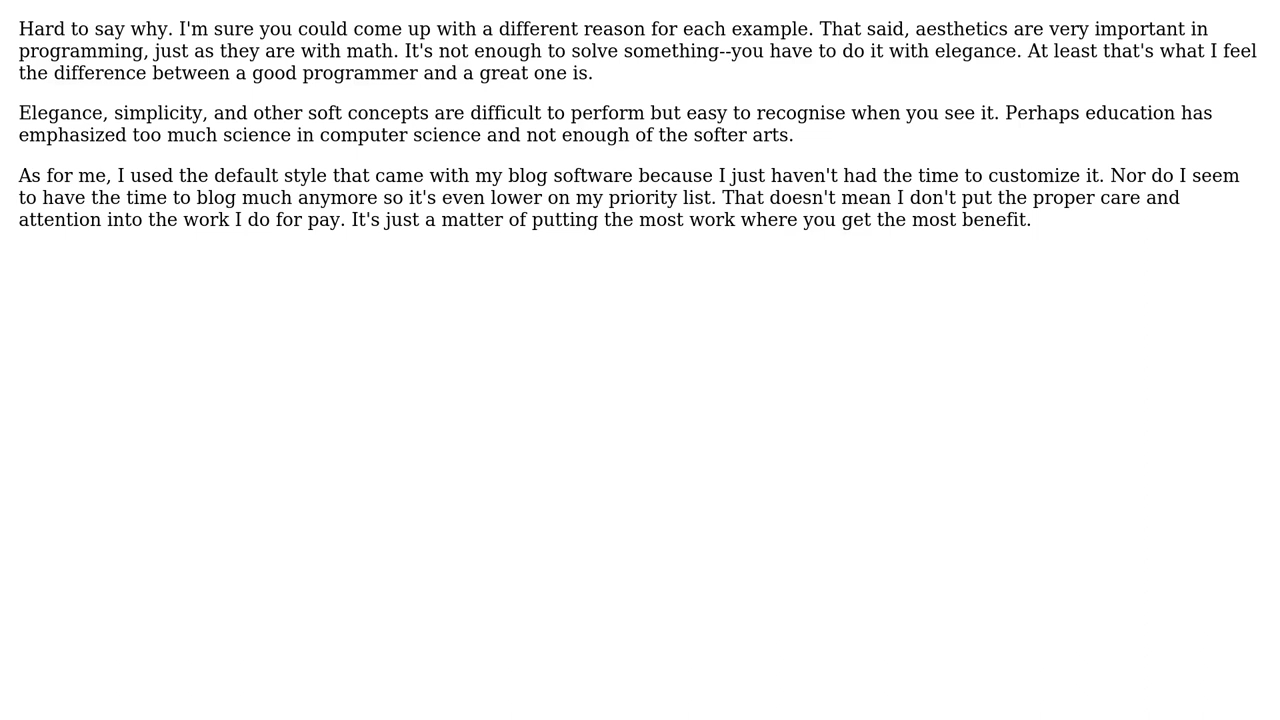 Hard to say why. I'm sure you could come up with a different reason for each example. That said, aesthetics are very important in
programming, just as they are with math. It's not enough to solve something--you have to do it with elegance. At least that's what I feel
the difference between a good programmer and a great one is.
Elegance, simplicity, and other soft concepts are difficult to perform but easy to recognise when you see it. Perhaps education has
emphasized too much science in computer science and not enough of the softer arts.
As for me, I used the default style that came with my blog software because I just haven't had the time to customize it. Nor do I seem
to have the time to blog much anymore so it's even lower on my priority list. That doesn't mean I don't put the proper care and
attention into the work I do for pay. It's just a matter of putting the most work where you get the most benefit.